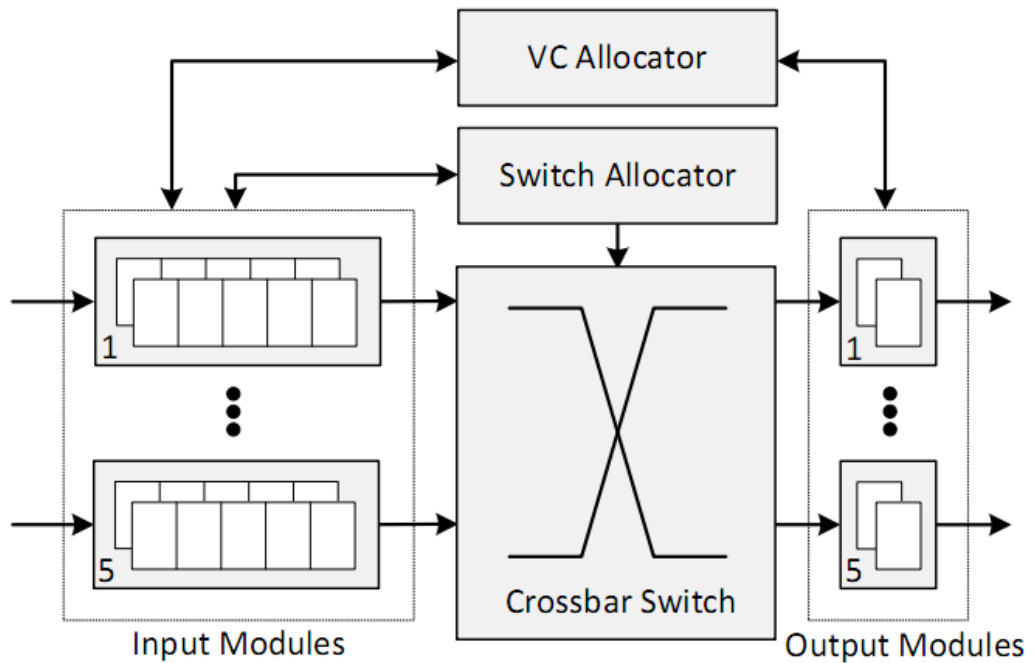 VC Allocator
Switch Allocator
1
1
5
5
Crossbar Switch
Input Modules
Output Modules